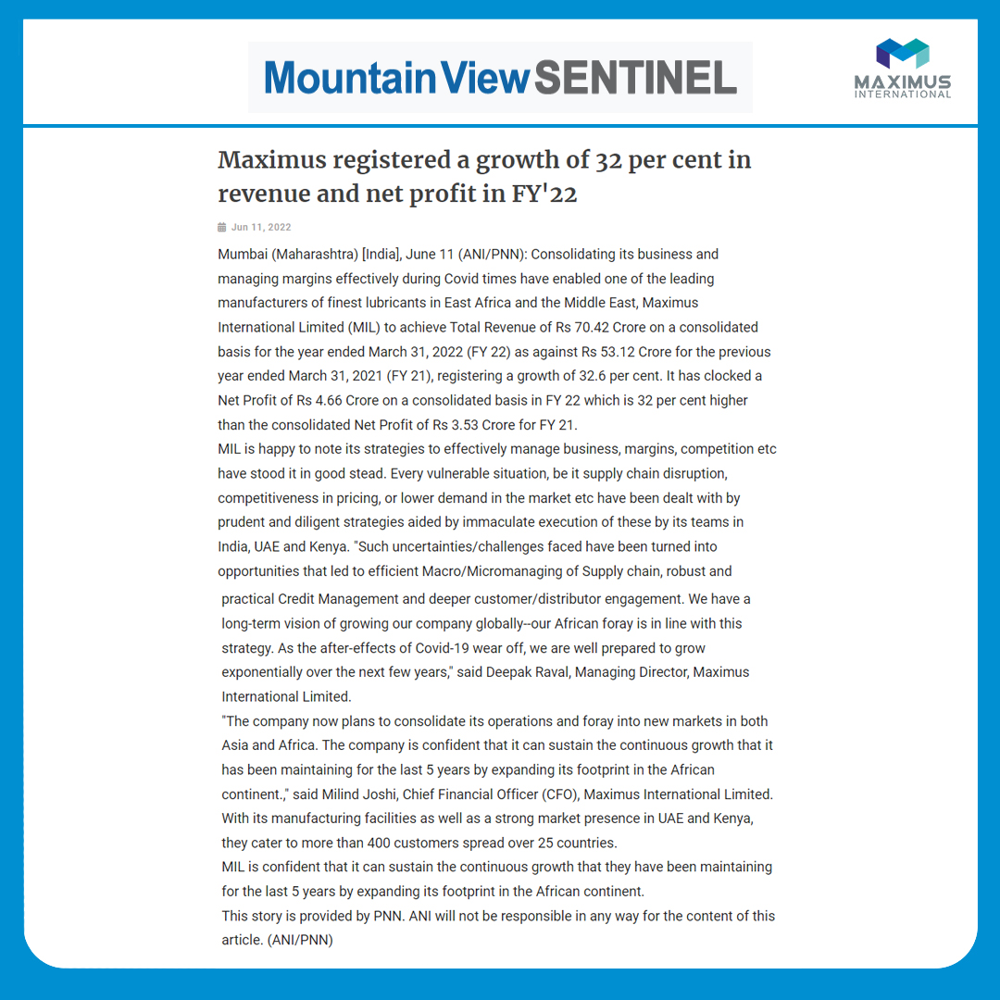 Mountain View SENTINEL
MAXIMUS
INTERNATIONAL
Maximus registered a growth of 32 per cent in
revenue and net profit in FY'22
Jun 11, 2022
Mumbai (Maharashtra) [India], June 11 (ANI/PNN): Consolidating its business and
managing margins effectively during Covid times have enabled one of the leading
manufacturers of finest lubricants in East Africa and the Middle East, Maximus
International Limited (MIL) to achieve Total Revenue of Rs 70.42 Crore on a consolidated
basis for the year ended March 31, 2022 (FY 22) as against Rs 53.12 Crore for the previous
year ended March 31, 2021 (FY 21), registering a growth of 32.6 per cent. It has clocked a
Net Profit of Rs 4.66 Crore on a consolidated basis in FY 22 which is 32 per cent higher
than the consolidated Net Profit of Rs 3.53 Crore for FY 21.
MIL is happy to note its strategies to effectively manage business, margins, competition etc
have stood it in good stead. Every vulnerable situation, be it supply chain disruption,
competitiveness in pricing, or lower demand in the market etc have been dealt with by
prudent and diligent strategies aided by immaculate execution of these by its teams in
India, UAE and Kenya. "Such uncertainties/challenges faced have been turned into
opportunities that led to efficient Macro/Micromanaging of Supply chain, robust and
practical Credit Management and deeper customer/distributor engagement. We have a
long-term vision of growing our company globally--our African foray is in line with this
strategy. As the after-effects of Covid-19 wear off, we are well prepared to grow
exponentially over the next few years," said Deepak Raval, Managing Director, Maximus
International Limited.
"The company now plans to consolidate its operations and foray into new markets in both
Asia and Africa. The company is confident that it can sustain the continuous growth that it
has been maintaining for the last 5 years by expanding its footprint in the African
continent.," said Milind Joshi, Chief Financial Officer (CFO), Maximus International Limited.
With its manufacturing facilities as well as a strong market presence in UAE and Kenya,
they cater to more than 400 customers spread over 25 countries.
MIL is confident that it can sustain the continuous growth that they have been maintaining
for the last 5 years by expanding its footprint in the African continent.
This story is provided by PNN. ANI will not be responsible in any way for the content of this
article. (ANI/PNN)